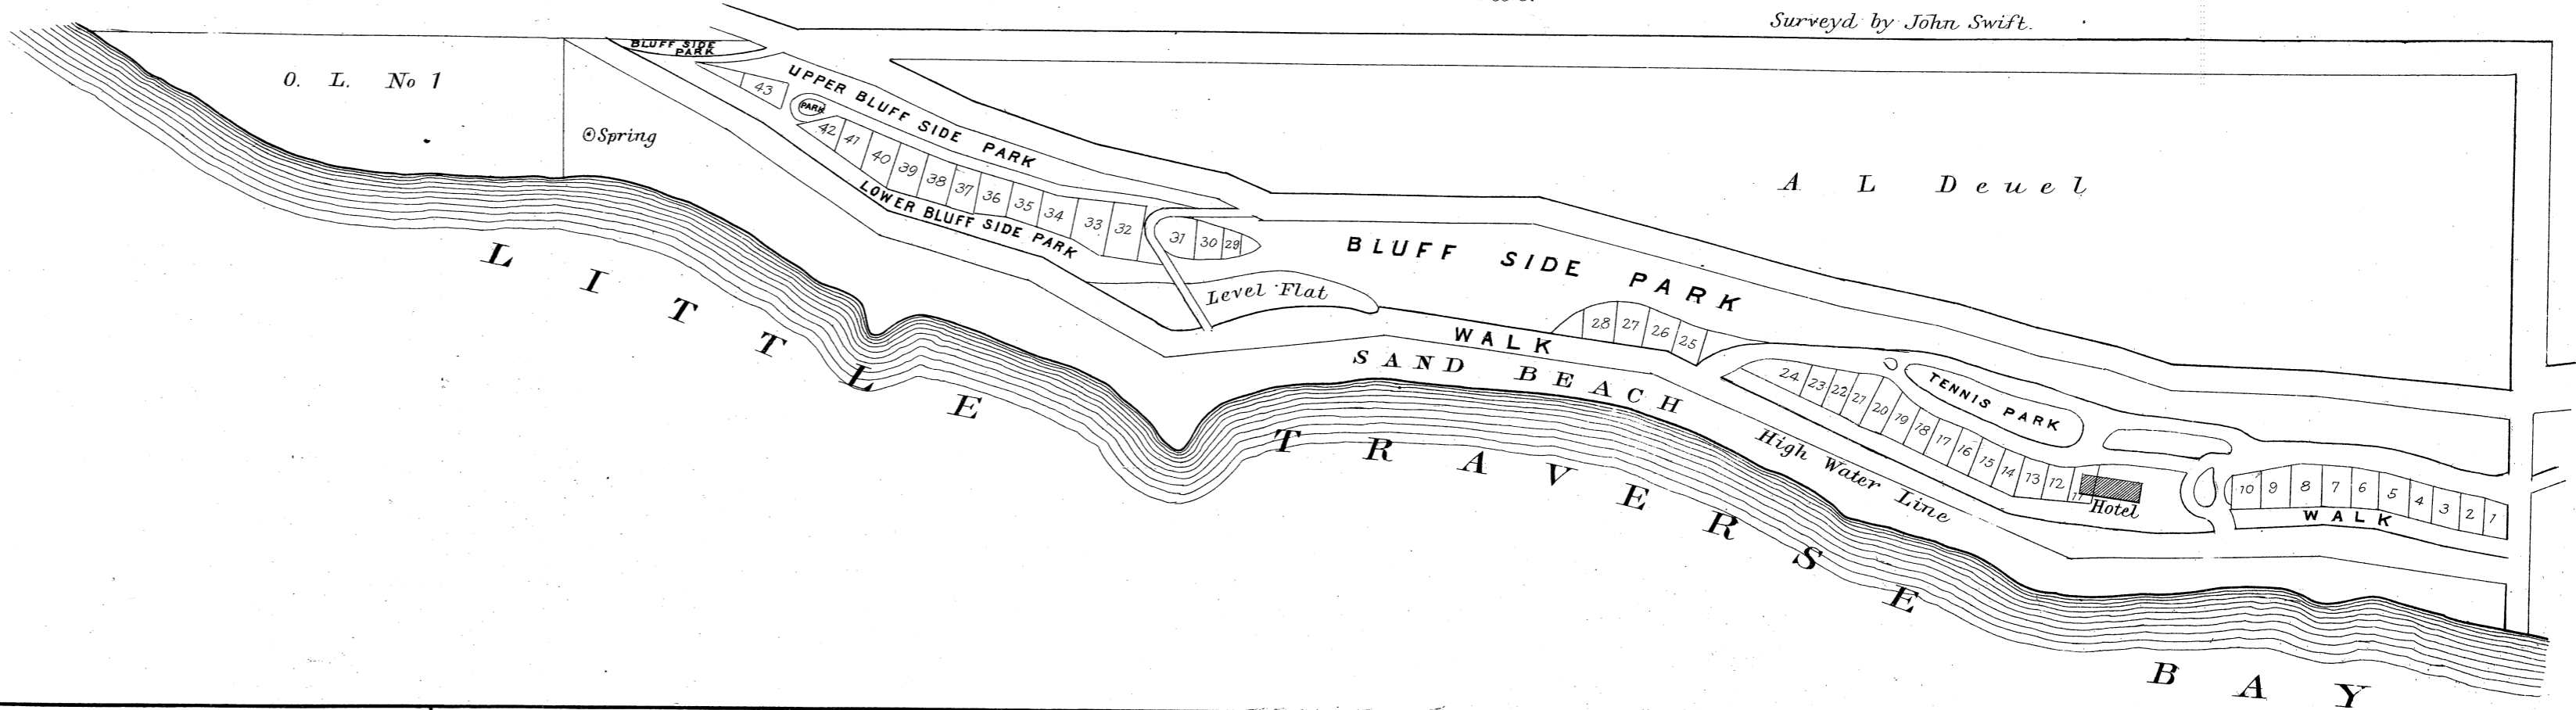 Surveyd by John Swift.
BLUFF SIDE
PARK
O. L. No 1
Spring
UPPER BLUFF SIDE PARK
43
PARK
42 41 40 39 38 37 36 35 34 33 32
LOWER BLUFF SIDE PARK
31 30 29
Level Flat
A L Deuel
BLUFF SIDE PARK
28 27 26 25
WALK
SAND BEACH
24 23 22 21 20 19 18 17 16 15 14 13 12 11
TENNIS PARK
High Water Line
Hotel
10 9 8 7 6 5 4 3 2 1
WALK
LITTLE TRAVERSE BAY